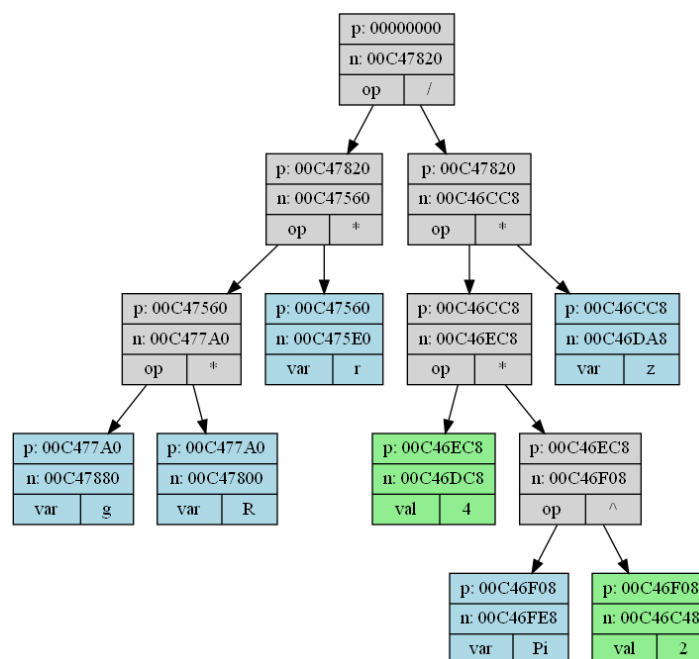 p: 00000000
n: 00C47820
op /
p: 00C47820
n: 00C47560
op *
p: 00C47820
n: 00C46CC8
op *
p: 00C47560
n: 00C477A0
op *
p: 00C47560
n: 00C475E0
var r
p: 00C46CC8
n: 00C46EC8
op *
p: 00C46CC8
n: 00C46DA8
var z
p: 00C477A0
n: 00C47880
var g
p: 00C477A0
n: 00C47800
var R
p: 00C46EC8
n: 00C46DC8
val 4
p: 00C46EC8
n: 00C46F08
op ^
p: 00C46F08
n: 00C46FE8
var Pi
p: 00C46F08
n: 00C46C48
val 2